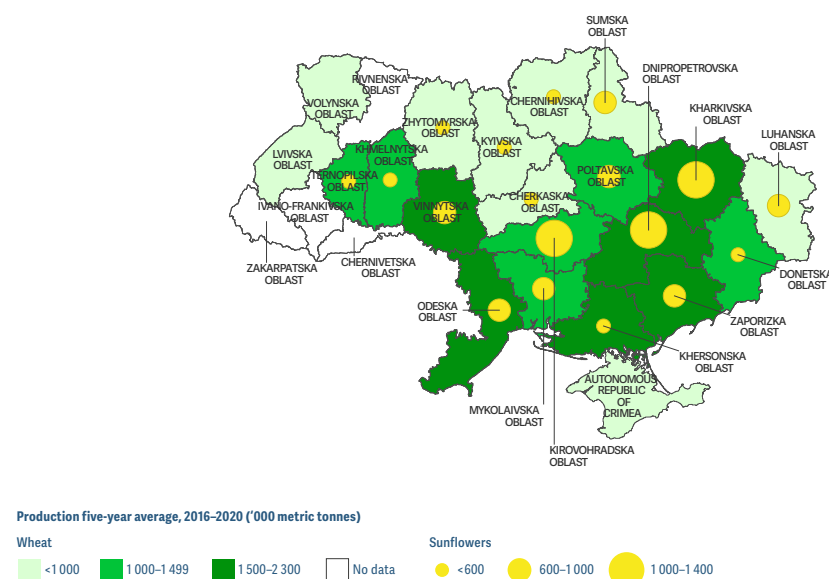 SUMSKA
OBLAST
DNIPROPETROVSKA
OBLAST
RIVNENSKA
OBLAST
KHARKIVSKA
OBLAST
VOLYNSKA
OBLAST
CHERNIHIVSKA
OBLAST
ZHYTOMYRSKA
OBLAST
LUHANSKA
OBLAST
KYIVSKA
OBLAST
KHMELNYTSKA
OBLAST
LVIVSKA
OBLAST
TERNOPILSKA
OBLAST
POLTAVSKA
OBLAST
CHERKASKA
OBLAST
IVANO-FRANKIVSKA
OBLAST
VINNYTSKA
OBLAST
CHERNIVETSKA
OBLAST
ZAKARPATSKA
OBLAST
DONETSKA
OBLAST
ODESKA
OBLAST
ZAPORIZKA
OBLAST
KHERSONSKA
OBLAST
AUTONOMOUS
REPUBLIC
OF
CRIMEA
MYKOLAIVSKA
OBLAST
KIROVOHRADSKA
OBLAST
Production five-year average, 2016–2020 ('000 metric tonnes)
Wheat
<1 000
1 000–1 499
1 500–2 300
No data
Sunflowers
<600
600–1 000
1 000–1 400